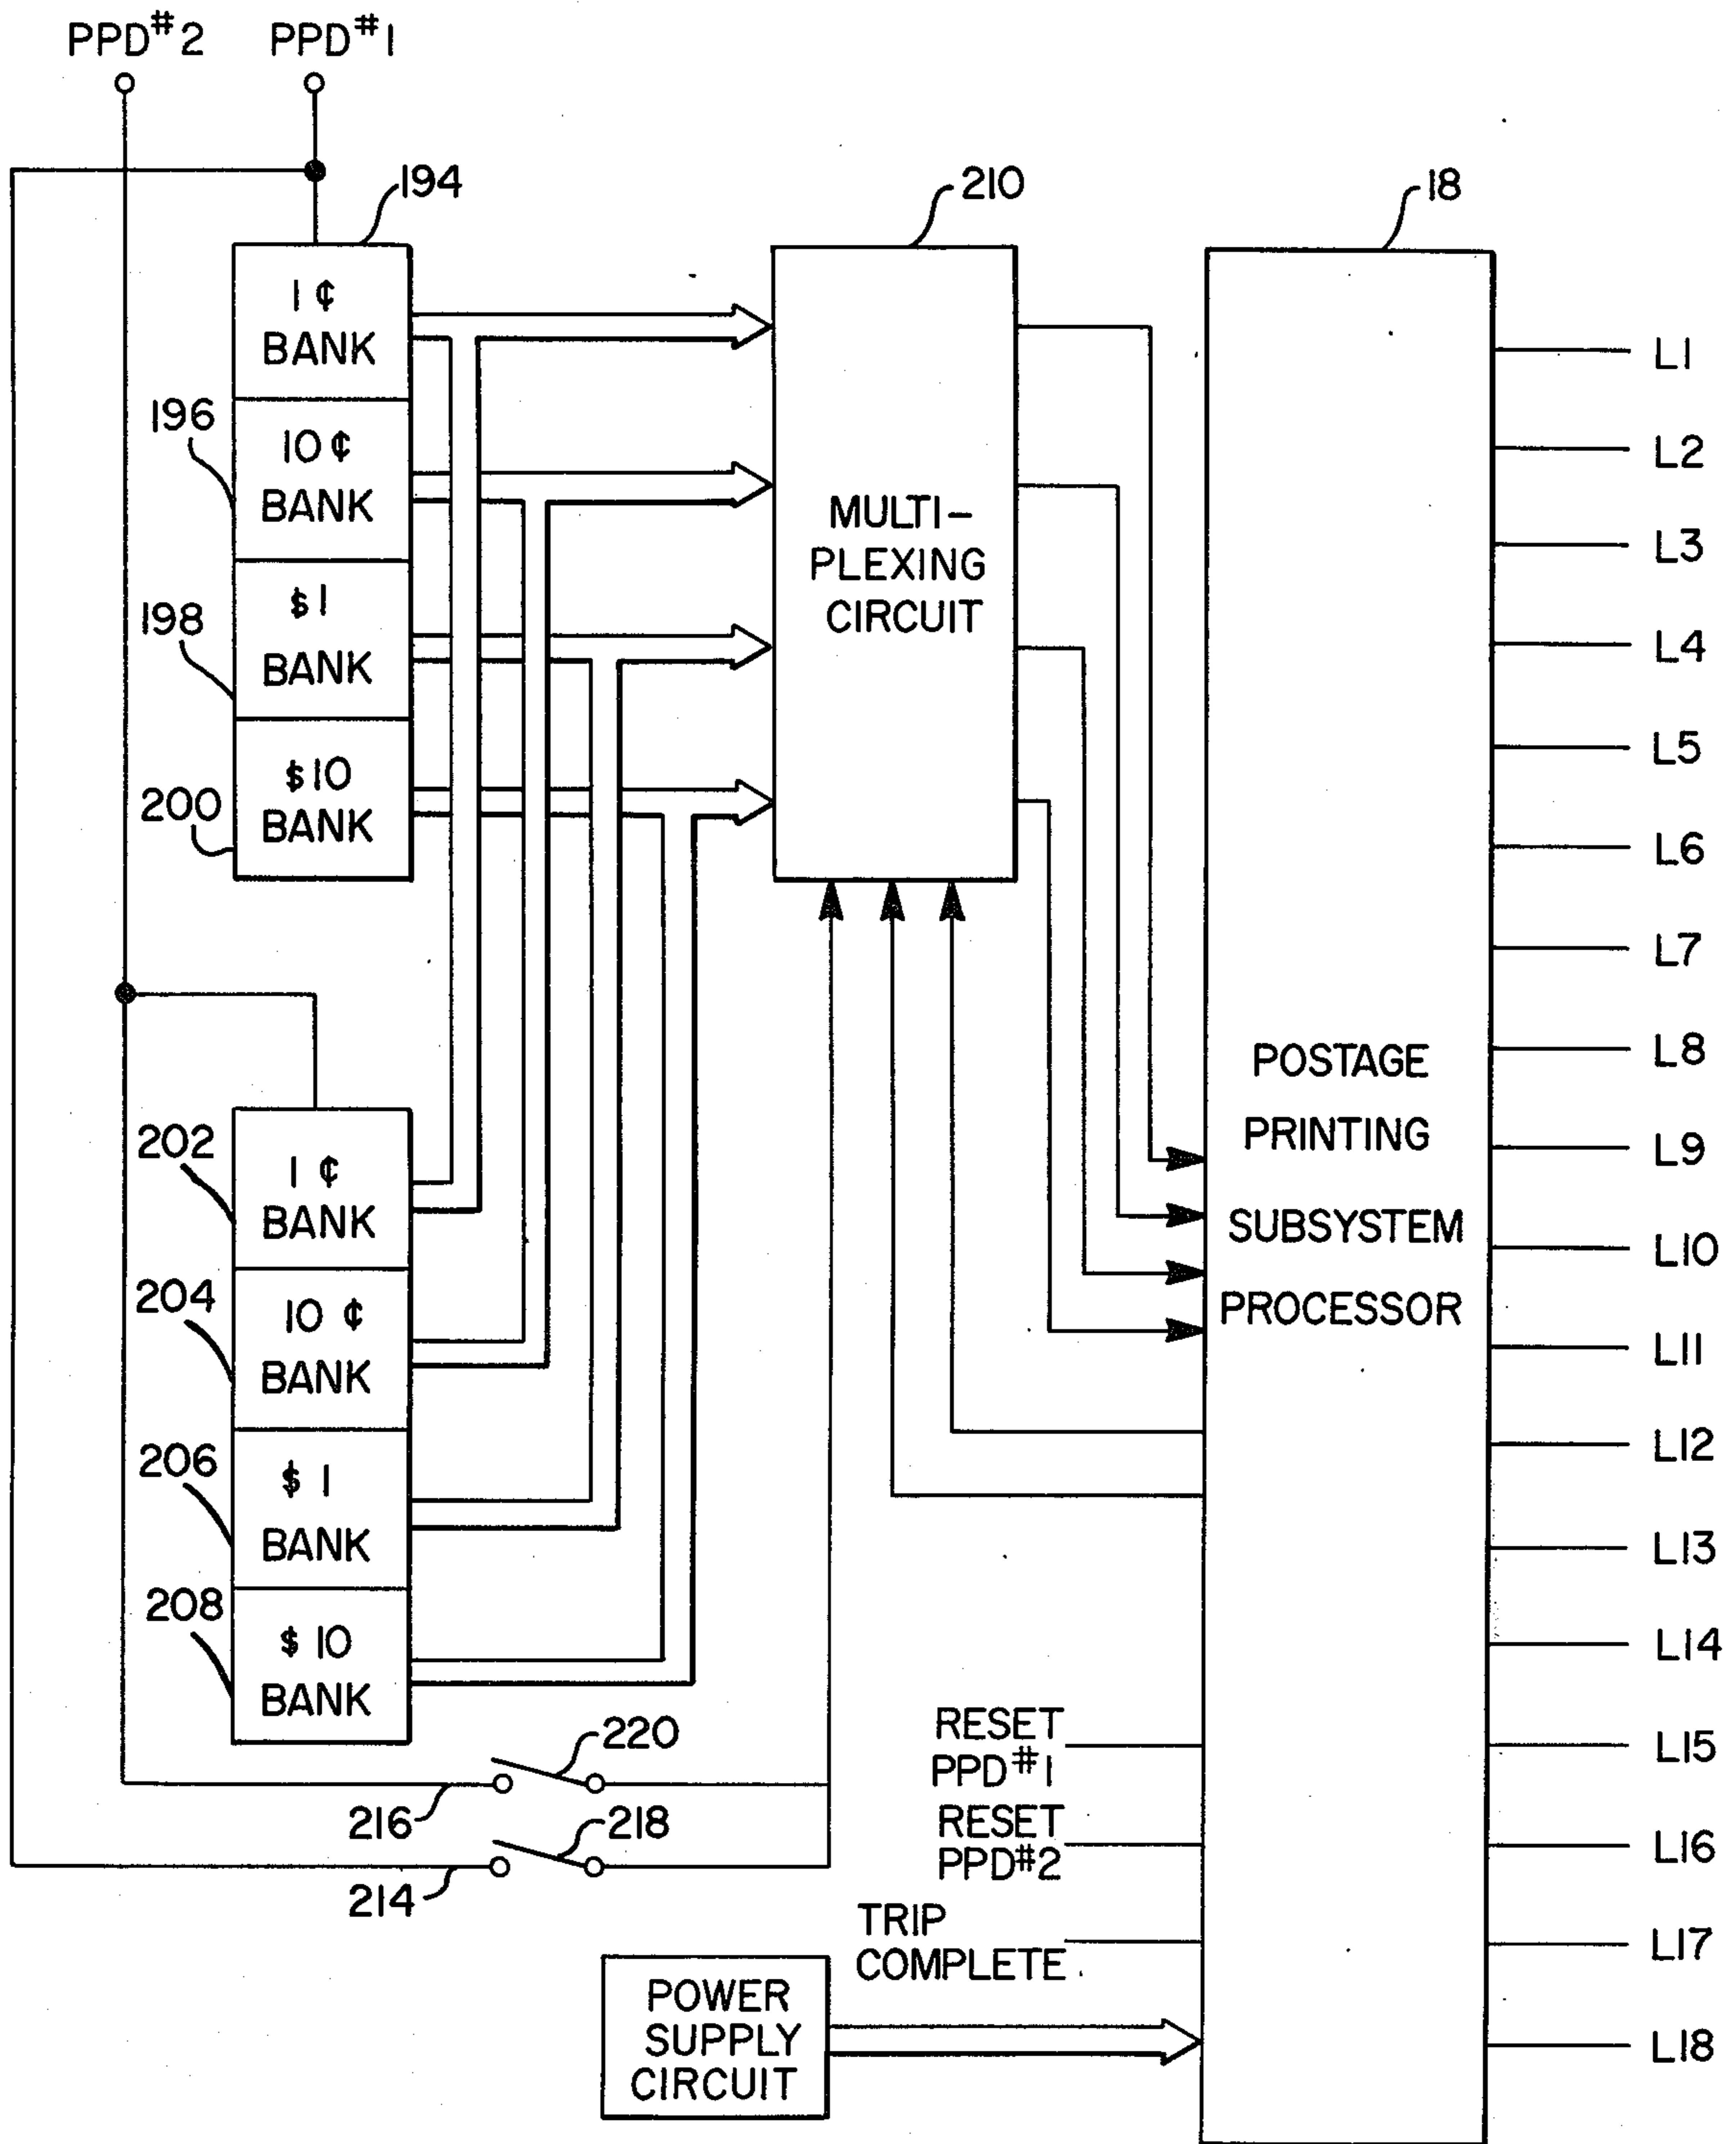 PPD#2
PPD#1
194
210
18
1 ¢
BANK
196
10 ¢
BANK
198
$1
BANK
200
$10
BANK
MULTI-
PLEXING
CIRCUIT
L1
L2
L3
L4
L5
L6
L7
L8
L9
L10
L11
L12
L13
L14
L15
L16
L17
L18
POSTAGE
PRINTING
SUBSYSTEM
PROCESSOR
202
1 ¢
BANK
204
10 ¢
BANK
206
$ 1
BANK
208
$ 10
BANK
220
216
218
214
RESET
PPD#1
RESET
PPD#2
TRIP
COMPLETE
POWER
SUPPLY
CIRCUIT